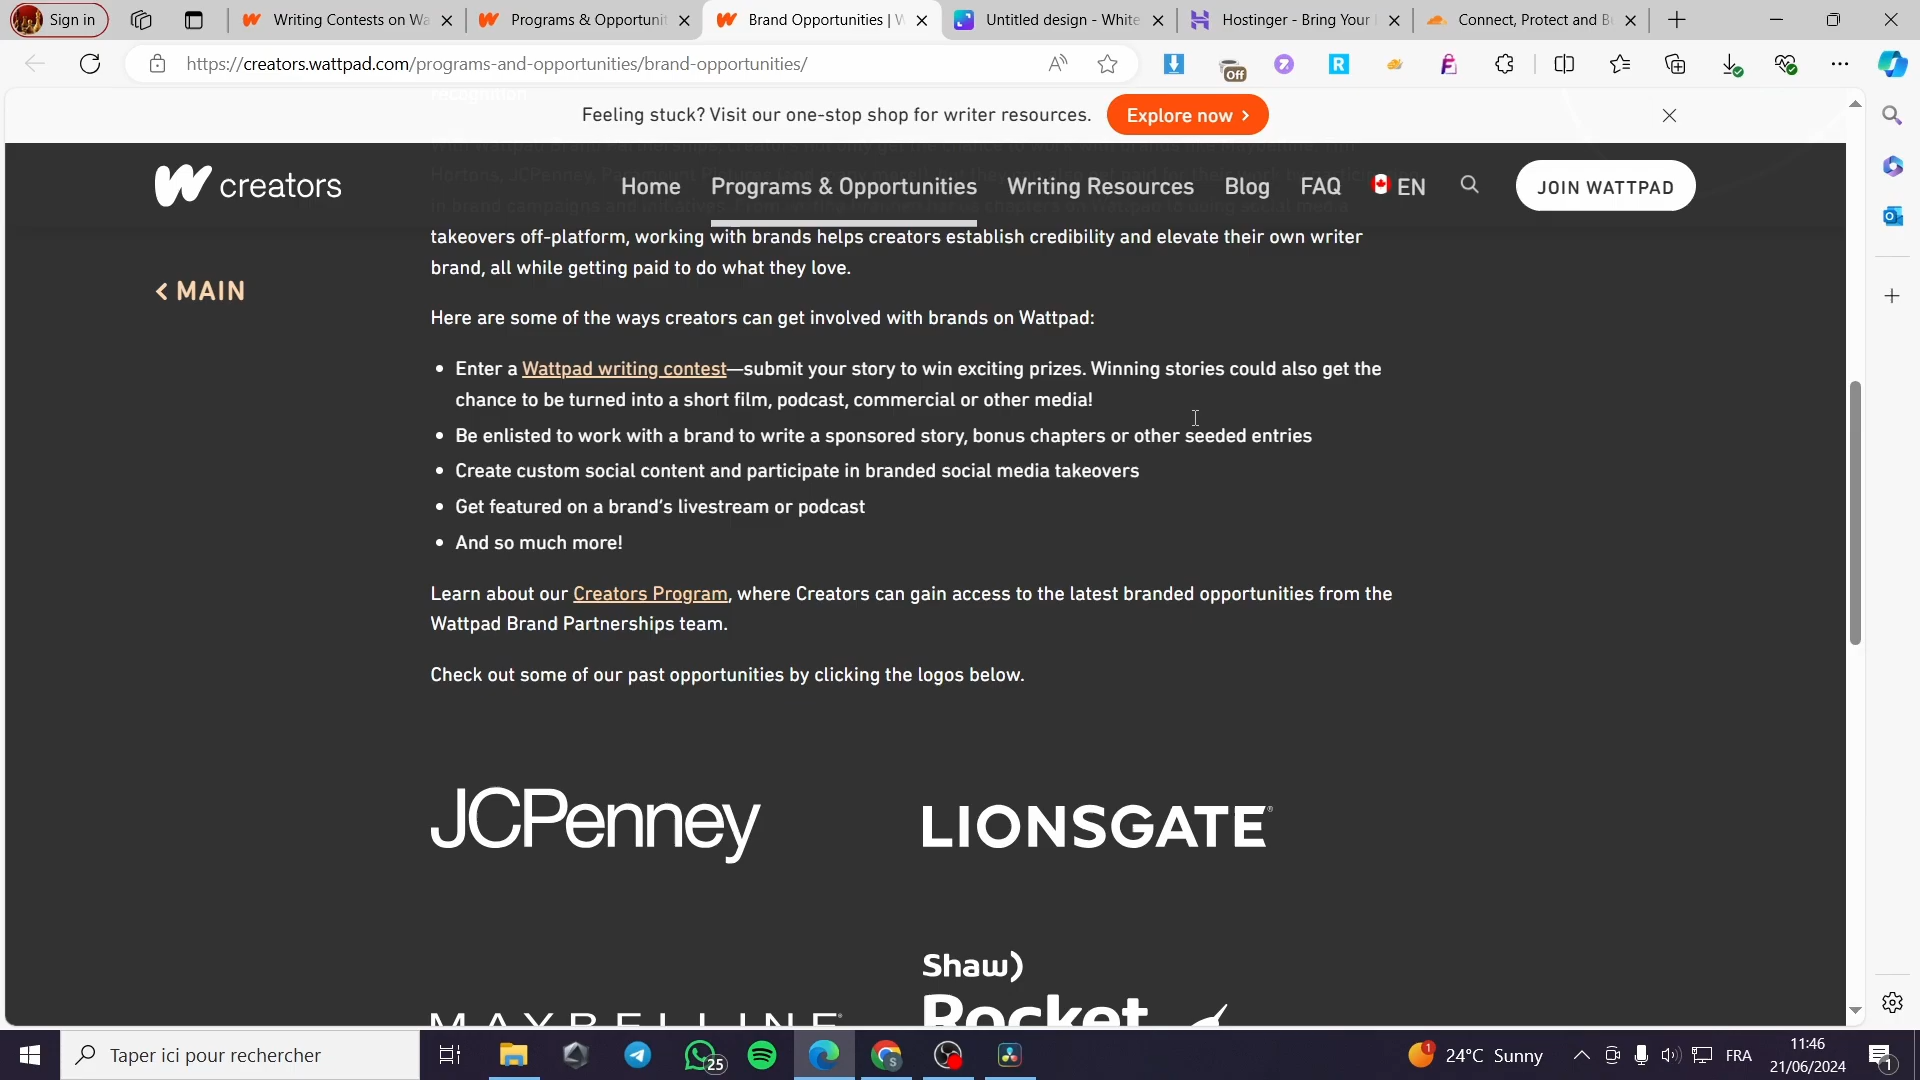 Sign in
Writing Contests on Wa
Programs & Opportunit
Brand Opportunities | W
Untitled design - White
Hostinger - Bring Your
Connect, Protect and B
https://creators.wattpad.com/programs-and-opportunities/brand-opportunities/
Off
recognition
Feeling stuck? Visit our one-stop shop for writer resources.
Explore now >
W creators
Home
Programs & Opportunities
Writing Resources
Blog
FAQ
EN
JOIN WATTPAD
< MAIN
takeovers off-platform, working with brands helps creators establish credibility and elevate their own writer
brand, all while getting paid to do what they love.
Here are some of the ways creators can get involved with brands on Wattpad:
• Enter a Wattpad writing contest—submit your story to win exciting prizes. Winning stories could also get the
chance to be turned into a short film, podcast, commercial or other media!
• Be enlisted to work with a brand to write a sponsored story, bonus chapters or other seeded entries
• Create custom social content and participate in branded social media takeovers
• Get featured on a brand’s livestream or podcast
• And so much more!
Learn about our Creators Program, where Creators can gain access to the latest branded opportunities from the
Wattpad Brand Partnerships team.
Check out some of our past opportunities by clicking the logos below.
JCPenney
LIONSGATE
MAYBELLINE
Shaw)
Rocket
Taper ici pour rechercher
25
1
24°C Sunny
FRA
11:46
21/06/2024
1